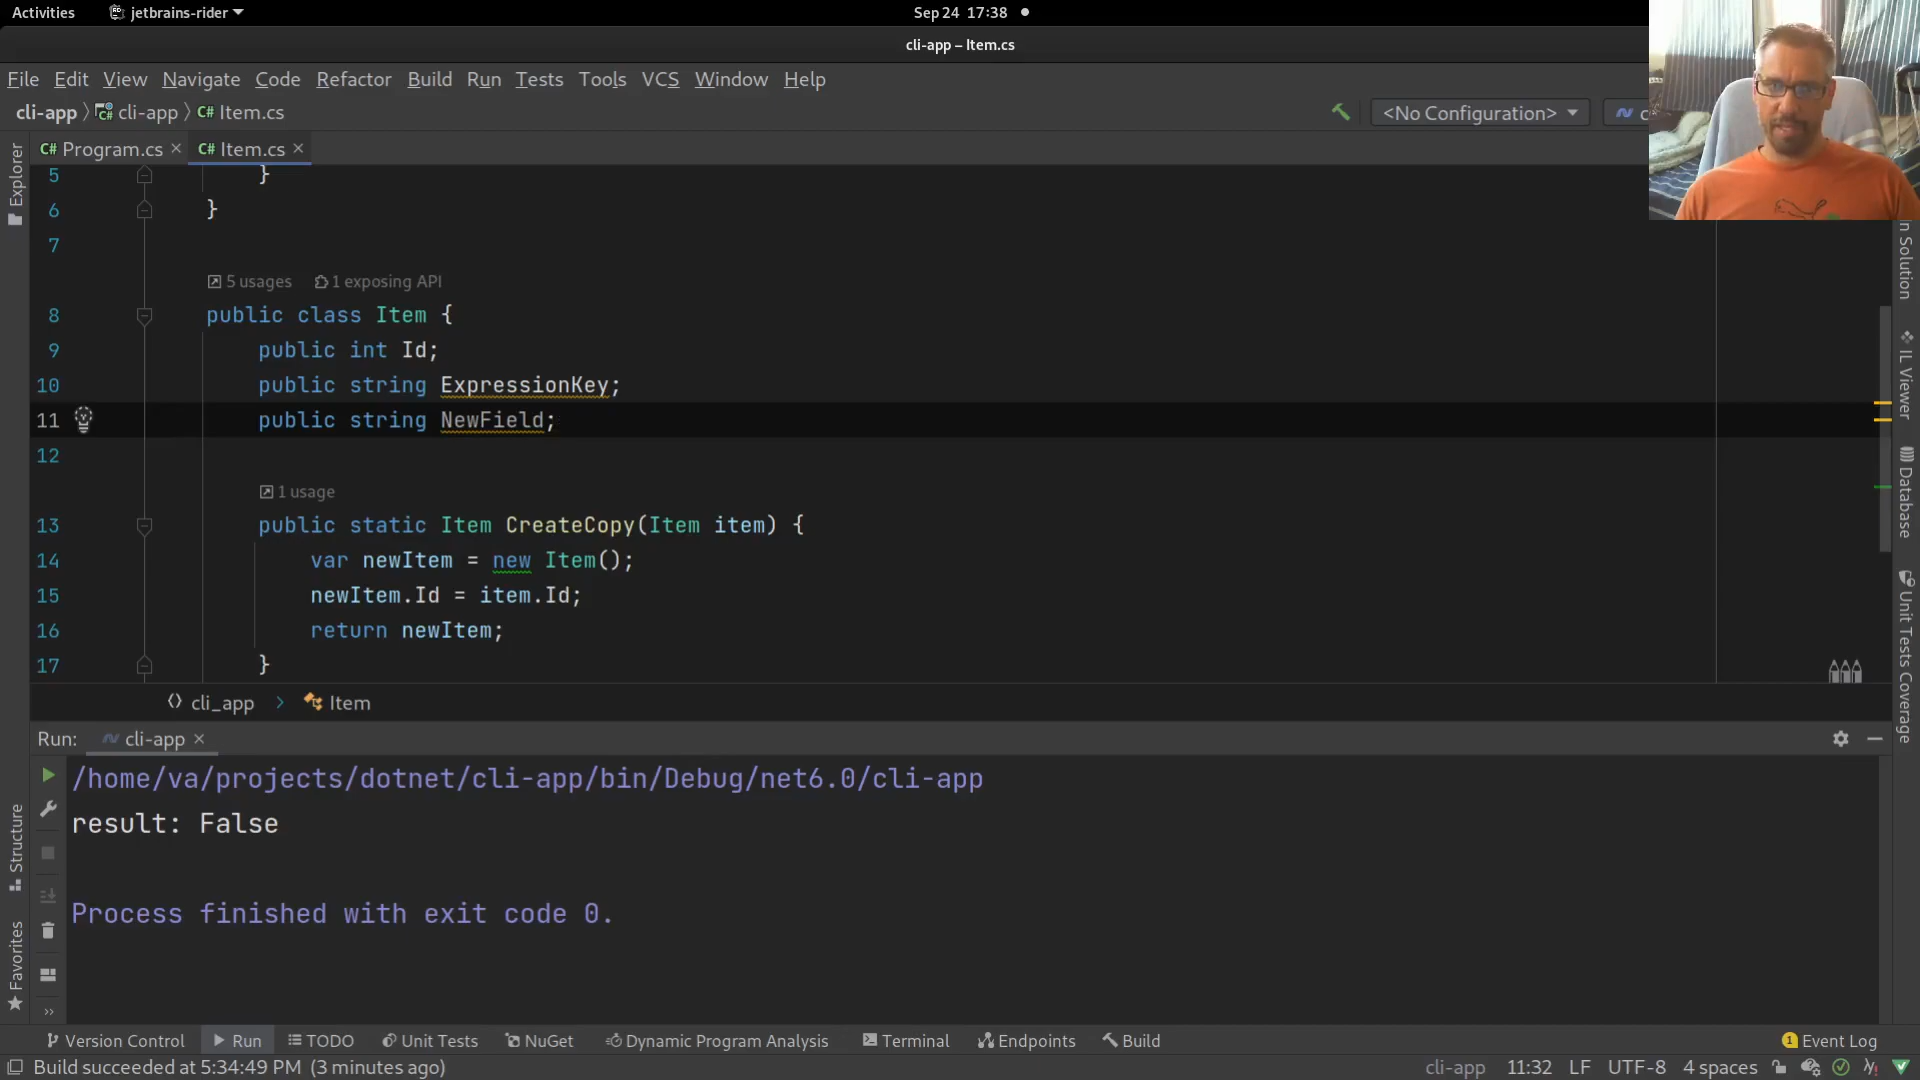 Activities
jetbrains-rider
Sep 24 17:38
cli-app – Item.cs
File Edit View Navigate Code Refactor Build Run Tests Tools VCS Window Help
cli-app cli-app C# Item.cs
<No Configuration>
C# Program.cs
C# Item.cs
Explorer
5 }
6 }
7
5 usages 1 exposing API
8 public class Item {
9 public int Id;
10 public string ExpressionKey;
11 public string NewField;
12
1 usage
13 public static Item CreateCopy(Item item) {
14 var newItem = new Item();
15 newItem.Id = item.Id;
16 return newItem;
17 }
Solution
IL Viewer
Database
Unit Tests Coverage
cli_app > Item
Run: cli-app
/home/va/projects/dotnet/cli-app/bin/Debug/net6.0/cli-app
result: False
Process finished with exit code 0.
Structure
Favorites
Version Control Run TODO Unit Tests NuGet Dynamic Program Analysis Terminal Endpoints Build
1 Event Log
Build succeeded at 5:34:49 PM (3 minutes ago)
cli-app 11:32 LF UTF-8 4 spaces